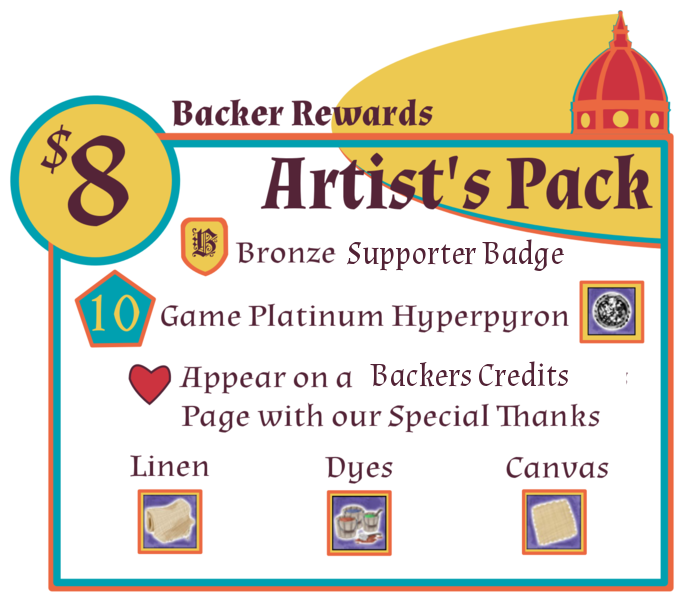 Backer Rewards
$8
Artist's Pack
B Bronze Supporter Badge
10 Game Platinum Hyperpyron
Appear on a Backers Credits
Page with our Special Thanks
Linen Dyes Canvas